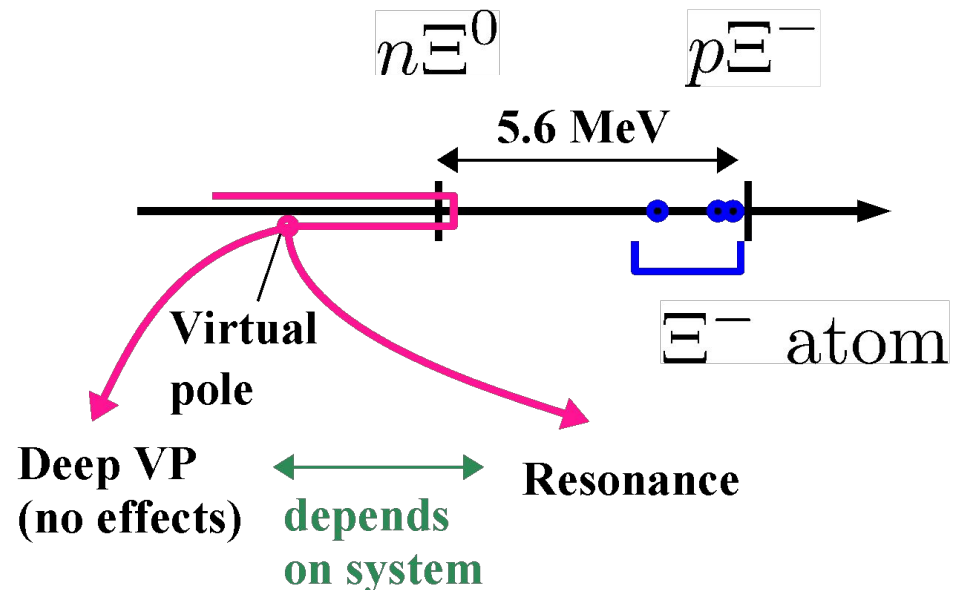 nΞ⁰
pΞ⁻
5.6 MeV
Ξ⁻ atom
Virtual
pole
Deep VP
(no effects)
depends
on system
Resonance